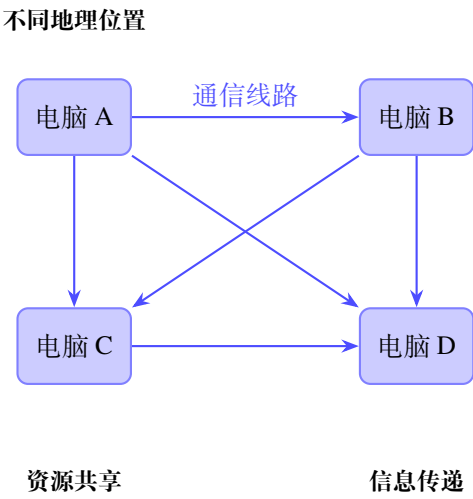 不同地理位置
通信线路
电脑 A
电脑 B
电脑 C
电脑 D
资源共享
信息传递